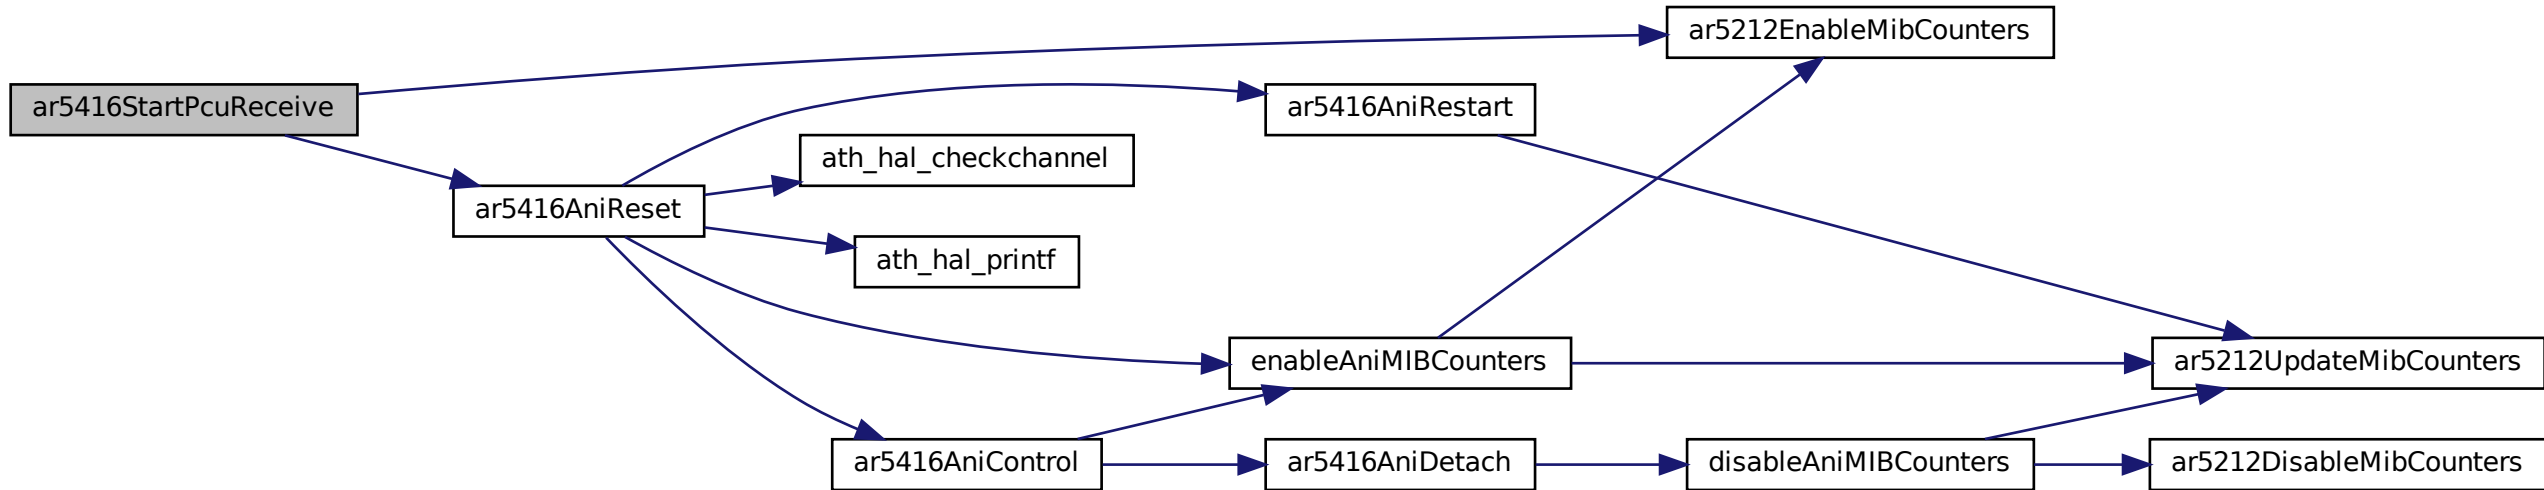 ar5212EnableMibCounters
ar5416StartPcuReceive
ar5416AniRestart
ath_hal_checkchannel
ar5416AniReset
ath_hal_printf
enableAniMIBCounters
ar5212UpdateMibCounters
ar5416AniControl
ar5416AniDetach
disableAniMIBCounters
ar5212DisableMibCounters